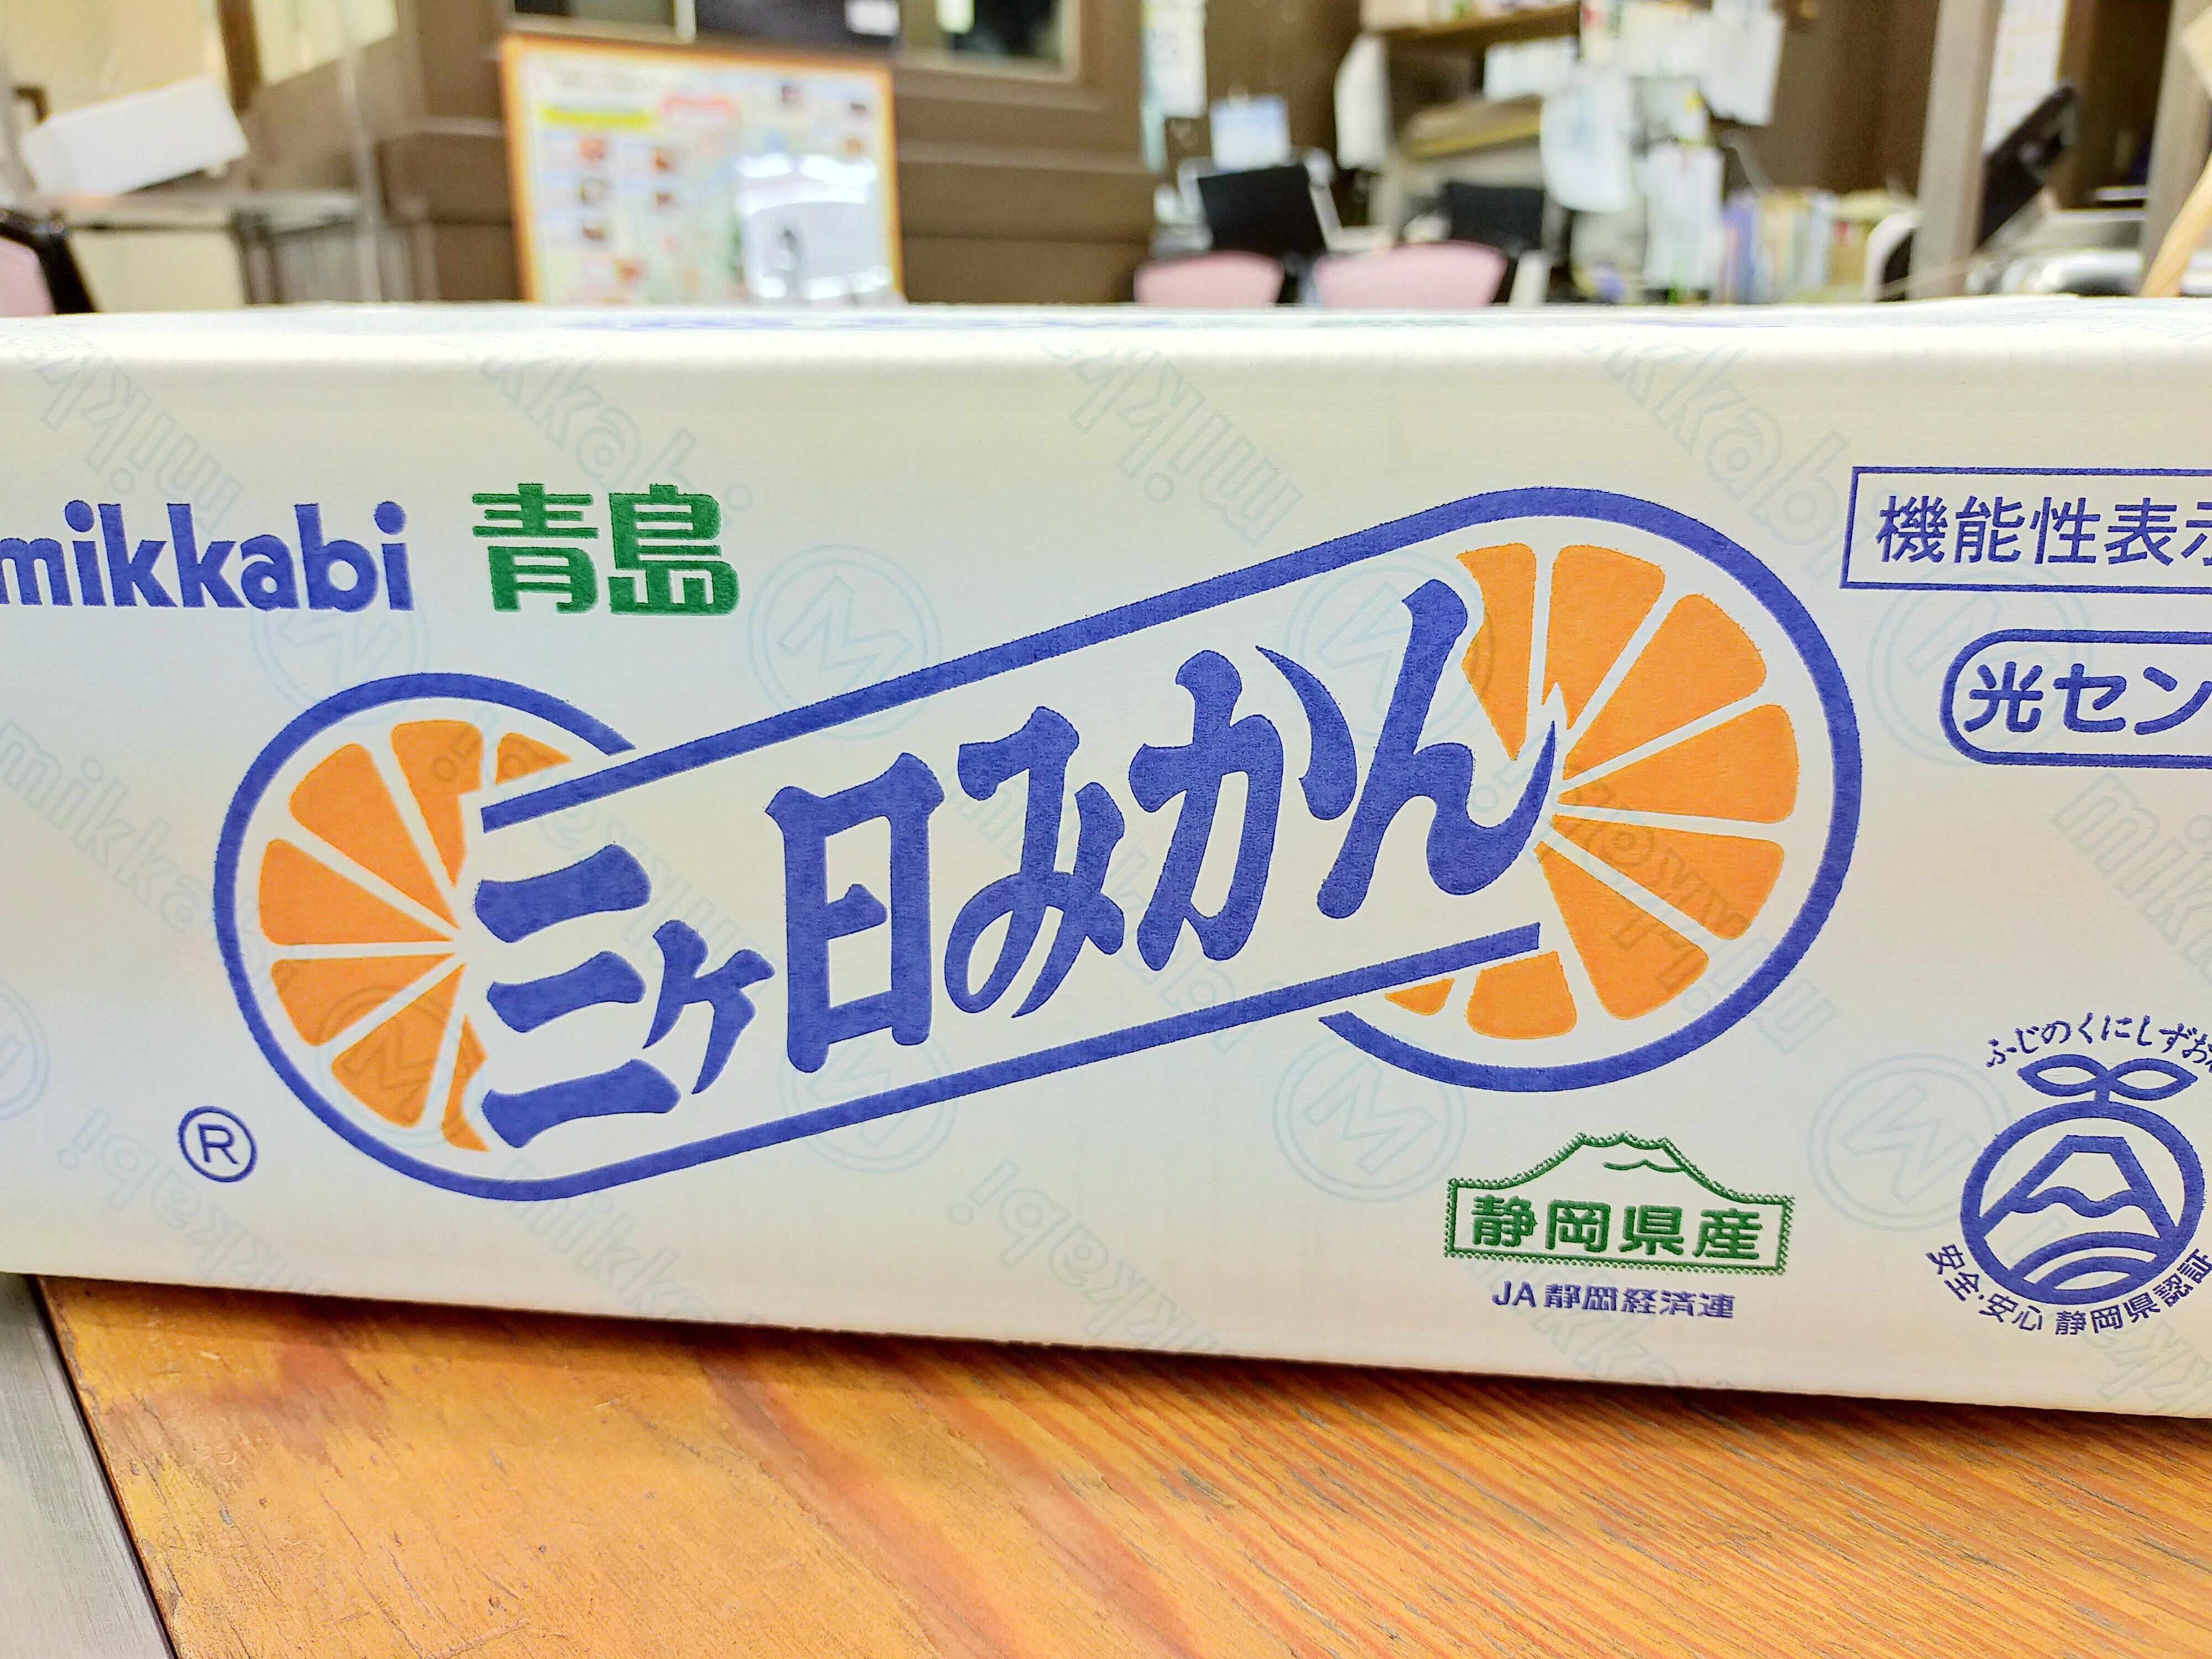 mikkabi 青島
三ヶ日みかん
®
機能性表示
光セン
静岡県産
JA静岡経済連
ふじのくにしずお
安全・安心 静岡県認証